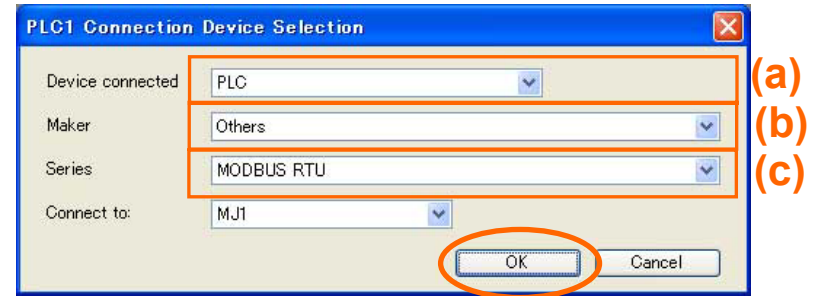 PLC1 Connection Device Selection
Device connected PLC (a)
Maker Others (b)
Series MODBUS RTU (c)
Connect to: MJ1
OK Cancel